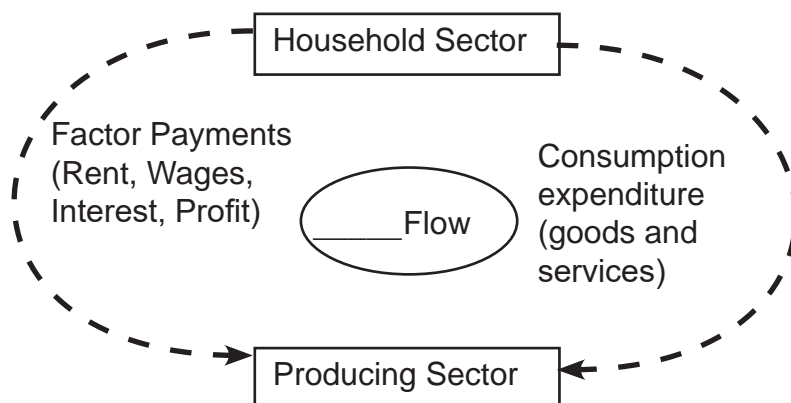 Household Sector
Factor Payments
(Rent, Wages,
Interest, Profit)
Consumption
expenditure
(goods and
services)
_____Flow
Producing Sector